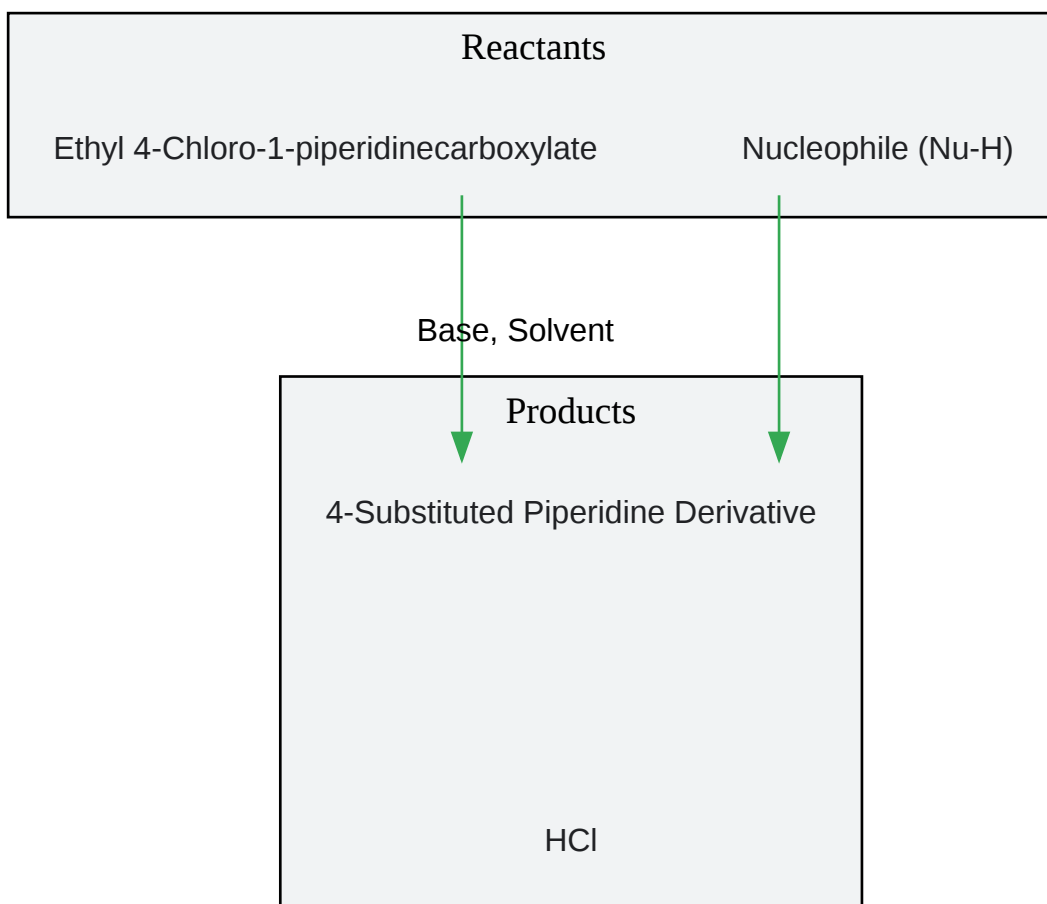 Reactants
Ethyl 4-Chloro-1-piperidinecarboxylate
Nucleophile (Nu-H)
Base, Solvent
Products
4-Substituted Piperidine Derivative
HCl